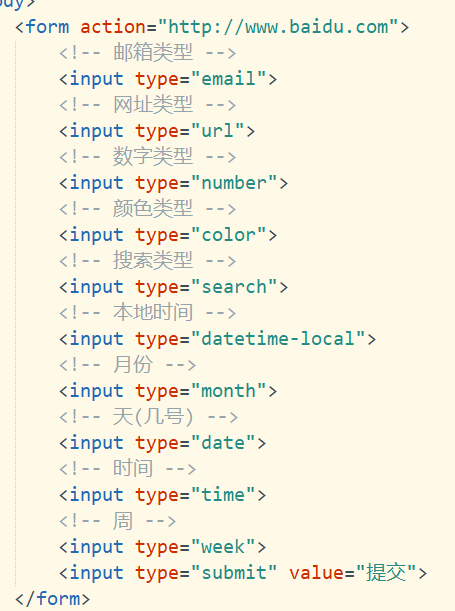 ody>
<form action="http://www.baidu.com">
<!-- 邮箱类型 -->
<input type="email">
<!-- 网址类型 -->
<input type="url">
<!-- 数字类型 -->
<input type="number">
<!-- 颜色类型 -->
<input type="color">
<!-- 搜索类型 -->
<input type="search">
<!-- 本地时间 -->
<input type="datetime-local">
<!-- 月份 -->
<input type="month">
<!-- 天(几号) -->
<input type="date">
<!-- 时间 -->
<input type="time">
<!-- 周 -->
<input type="week">
<input type="submit" value="提交">
</form>